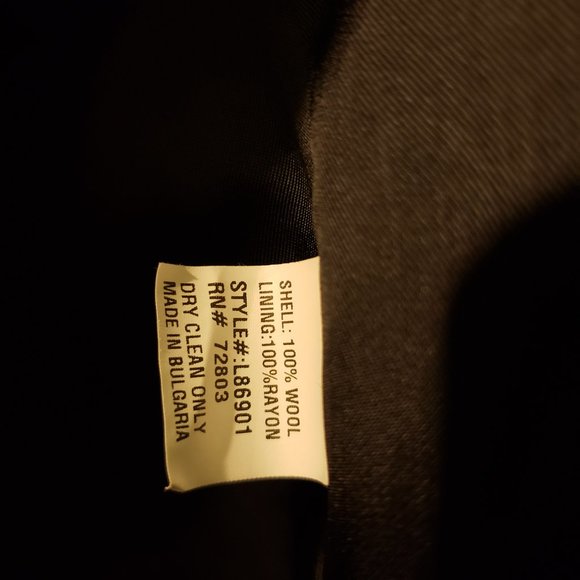 SHELL: 100% WOOL
LINING:100%RAYON
STYLE#:L86901
RN# 72803
DRY CLEAN ONLY
MADE IN BULGARIA